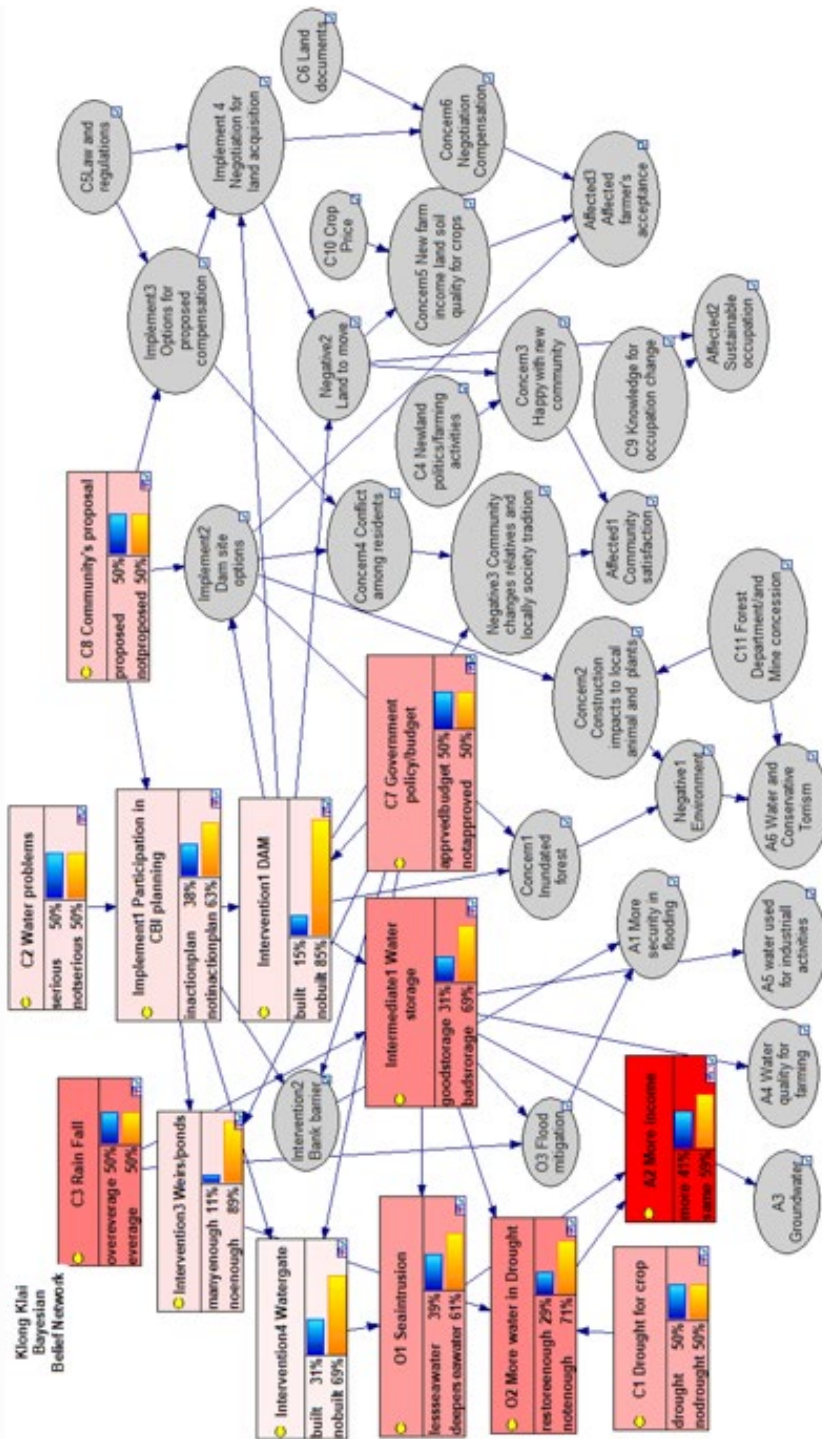 Klong Klai
Bayesian
Belief Network
C3 Rain Fall
overeverage 50%
everage 50%
C2 Water problems
serious 50%
notserious 50%
C8 Community's proposal
proposed 50%
notproposed 50%
C5Law and
regulations
C6 Land
documents
Implement1 Participation in
CBI planning
inactionplan 38%
notinactionplan 63%
Implement3
Options for
proposed
compensation
Implement 4
Negotiation for
land acquisition
Intervention3 Weirs/ponds
manyenough 11%
noenough 89%
Intervention1 DAM
built 15%
nobuilt 85%
Implement2
Dam site
options
Negative2
Land to move
C10 Crop
Price
Concern6
Negotiation
Compensation
Intervention4 Watergate
built 31%
nobuilt 69%
Intervention2
Bank barrier
Intermediate1 Water
storage
goodstorage 31%
badsrorage 69%
C7 Government
policy/budget
apprvedbudget 50%
notapproved 50%
Concern4 Conflict
among residents
C4 Newland
politics/farming
activities
Concern5 New farm
income land soil
quality for crops
O1 Seaintrusion
lessseawater 39%
deeperseawater 61%
Negative3 Community
changes relatives and
locally society tradition
Concern3
Happy with new
community
Affected3
Affected
farmer's
acceptance
O2 More water in Drought
restoreenough 29%
notenough 71%
O3 Flood
mitigation
Concern1
Inundated
forest
Concern2
Construction
impacts to local
animal and plants
Affected1
Community
satisfaction
C9 Knowledge for
occupation change
Affected2
Sustainable
occupation
C1 Drought for crop
drought 50%
nodrought 50%
A2 More income
more 41%
same 59%
A1 More
security in
flooding
Negative1
Environment
C11 Forest
Department/and
Mine concession
A3
Groundwater
A4 Water
quality for
farming
A5 water used
for industriall
activities
A6 Water and
Conservative
Torrism